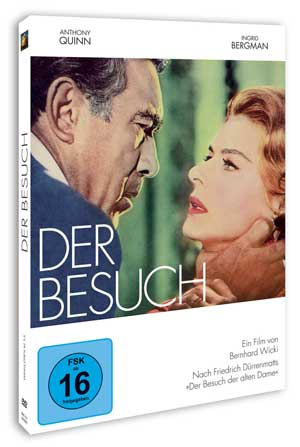 ANTHONY
QUINN
INGRID
BERGMAN
DER BESUCH
DER
BESUCH
Ein Film von
Bernhard Wicki
Nach Friedrich Dürrenmatts
»Der Besuch der alten Dame«
FSK
ab
16
freigegeben
DVD